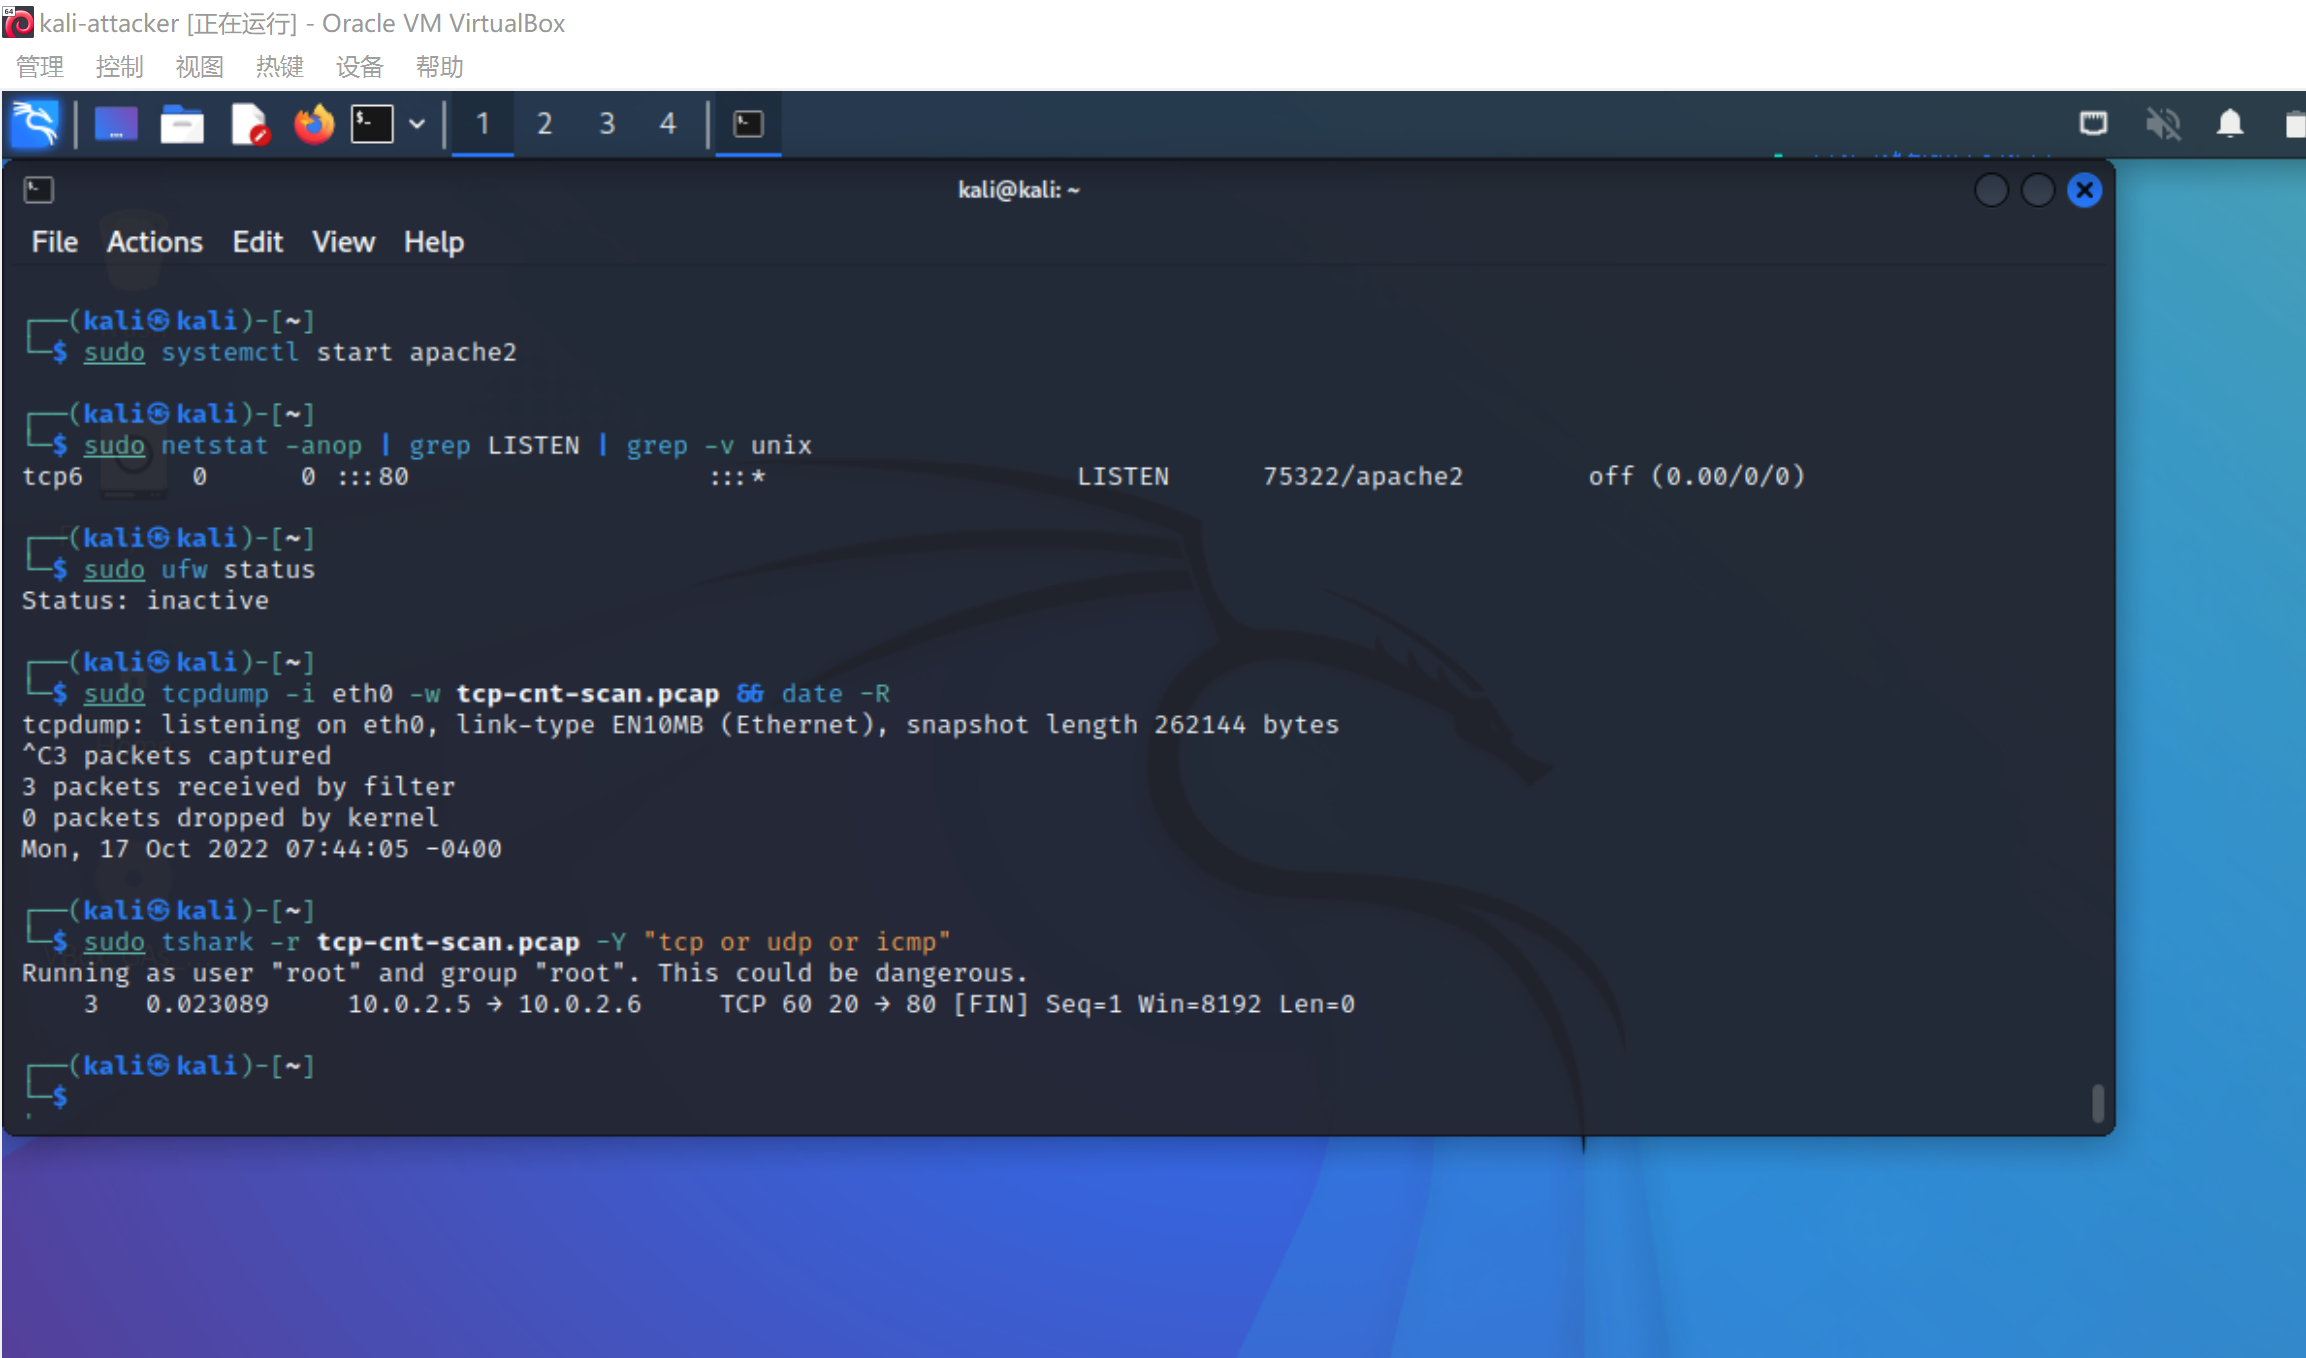 64
kali-attacker [正在运行] - Oracle VM VirtualBox
管理 控制 视图 热键 设备 帮助
1 2 3 4
kali@kali: ~
File Actions Edit View Help
┌──(kali㉿kali)-[~]
└─$ sudo systemctl start apache2
┌──(kali㉿kali)-[~]
└─$ sudo netstat -anop | grep LISTEN | grep -v unix
tcp6 0 0 :::80 :::* LISTEN 75322/apache2 off (0.00/0/0)
┌──(kali㉿kali)-[~]
└─$ sudo ufw status
Status: inactive
┌──(kali㉿kali)-[~]
└─$ sudo tcpdump -i eth0 -w tcp-cnt-scan.pcap && date -R
tcpdump: listening on eth0, link-type EN10MB (Ethernet), snapshot length 262144 bytes
^C3 packets captured
3 packets received by filter
0 packets dropped by kernel
Mon, 17 Oct 2022 07:44:05 -0400
┌──(kali㉿kali)-[~]
└─$ sudo tshark -r tcp-cnt-scan.pcap -Y "tcp or udp or icmp"
Running as user "root" and group "root". This could be dangerous.
3 0.023089 10.0.2.5 → 10.0.2.6 TCP 60 20 → 80 [FIN] Seq=1 Win=8192 Len=0
┌──(kali㉿kali)-[~]
└─$